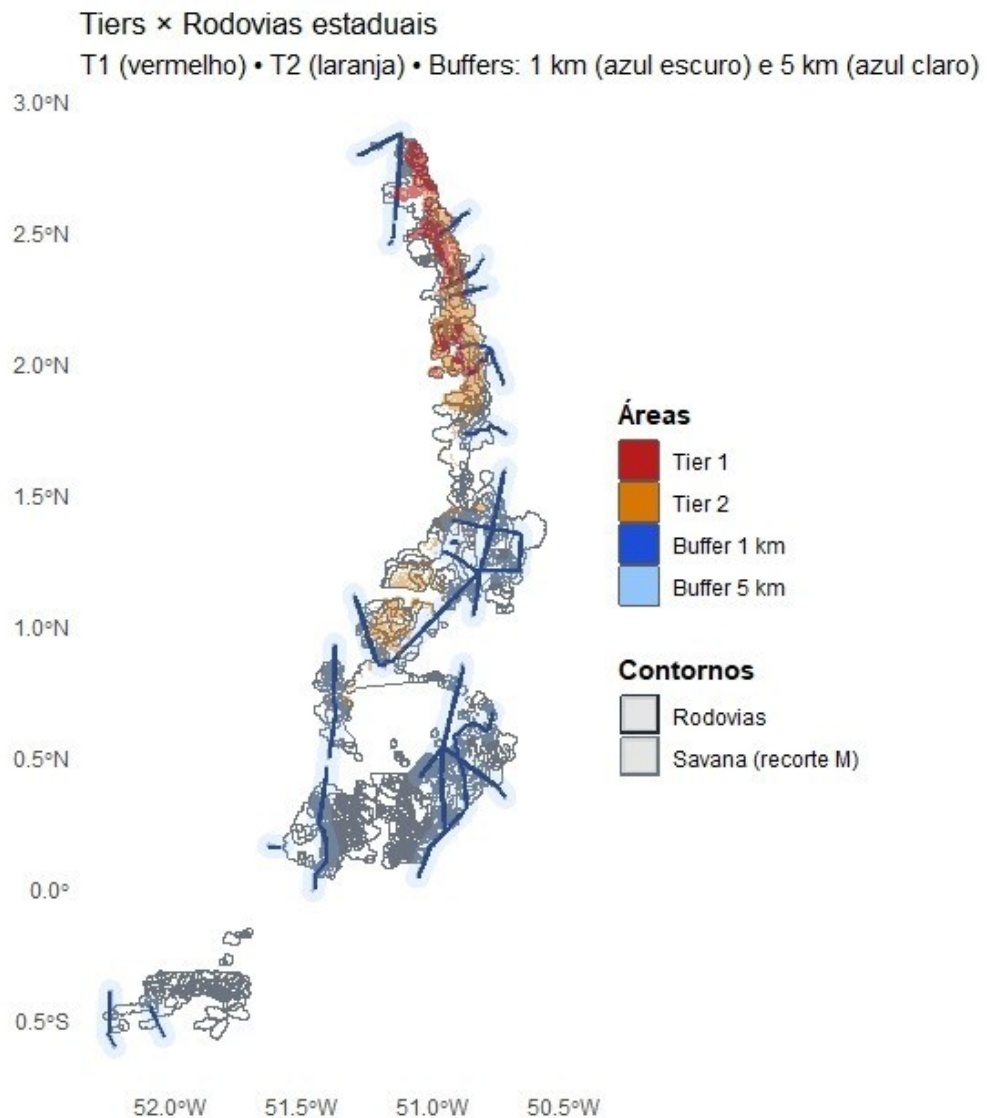 Tiers × Rodovias estaduais
T1 (vermelho) • T2 (laranja) • Buffers: 1 km (azul escuro) e 5 km (azul claro)
3.0°N
2.5°N
2.0°N
1.5°N
1.0°N
0.5°N
0.0°
0.5°S
52.0°W 51.5°W 51.0°W 50.5°W
Áreas
Tier 1
Tier 2
Buffer 1 km
Buffer 5 km
Contornos
Rodovias
Savana (recorte M)